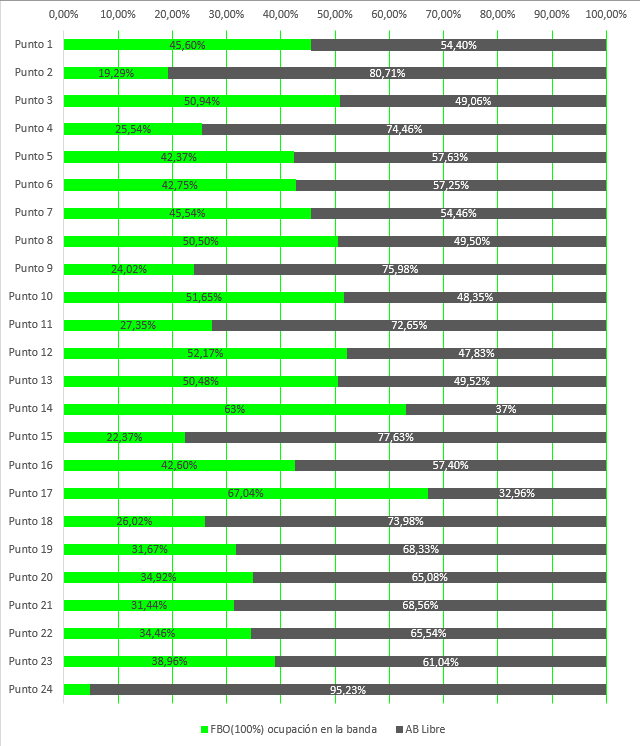 0,00% 10,00% 20,00% 30,00% 40,00% 50,00% 60,00% 70,00% 80,00% 90,00% 100,00%
Punto 1 45,60% 54,40%
Punto 2 19,29% 80,71%
Punto 3 50,94% 49,06%
Punto 4 25,54% 74,46%
Punto 5 42,37% 57,63%
Punto 6 42,75% 57,25%
Punto 7 45,54% 54,46%
Punto 8 50,50% 49,50%
Punto 9 24,02% 75,98%
Punto 10 51,65% 48,35%
Punto 11 27,35% 72,65%
Punto 12 52,17% 47,83%
Punto 13 50,48% 49,52%
Punto 14 63% 37%
Punto 15 22,37% 77,63%
Punto 16 42,60% 57,40%
Punto 17 67,04% 32,96%
Punto 18 26,02% 73,98%
Punto 19 31,67% 68,33%
Punto 20 34,92% 65,08%
Punto 21 31,44% 68,56%
Punto 22 34,46% 65,54%
Punto 23 38,96% 61,04%
Punto 24 95,23%
FBO(100%) ocupación en la banda AB Libre